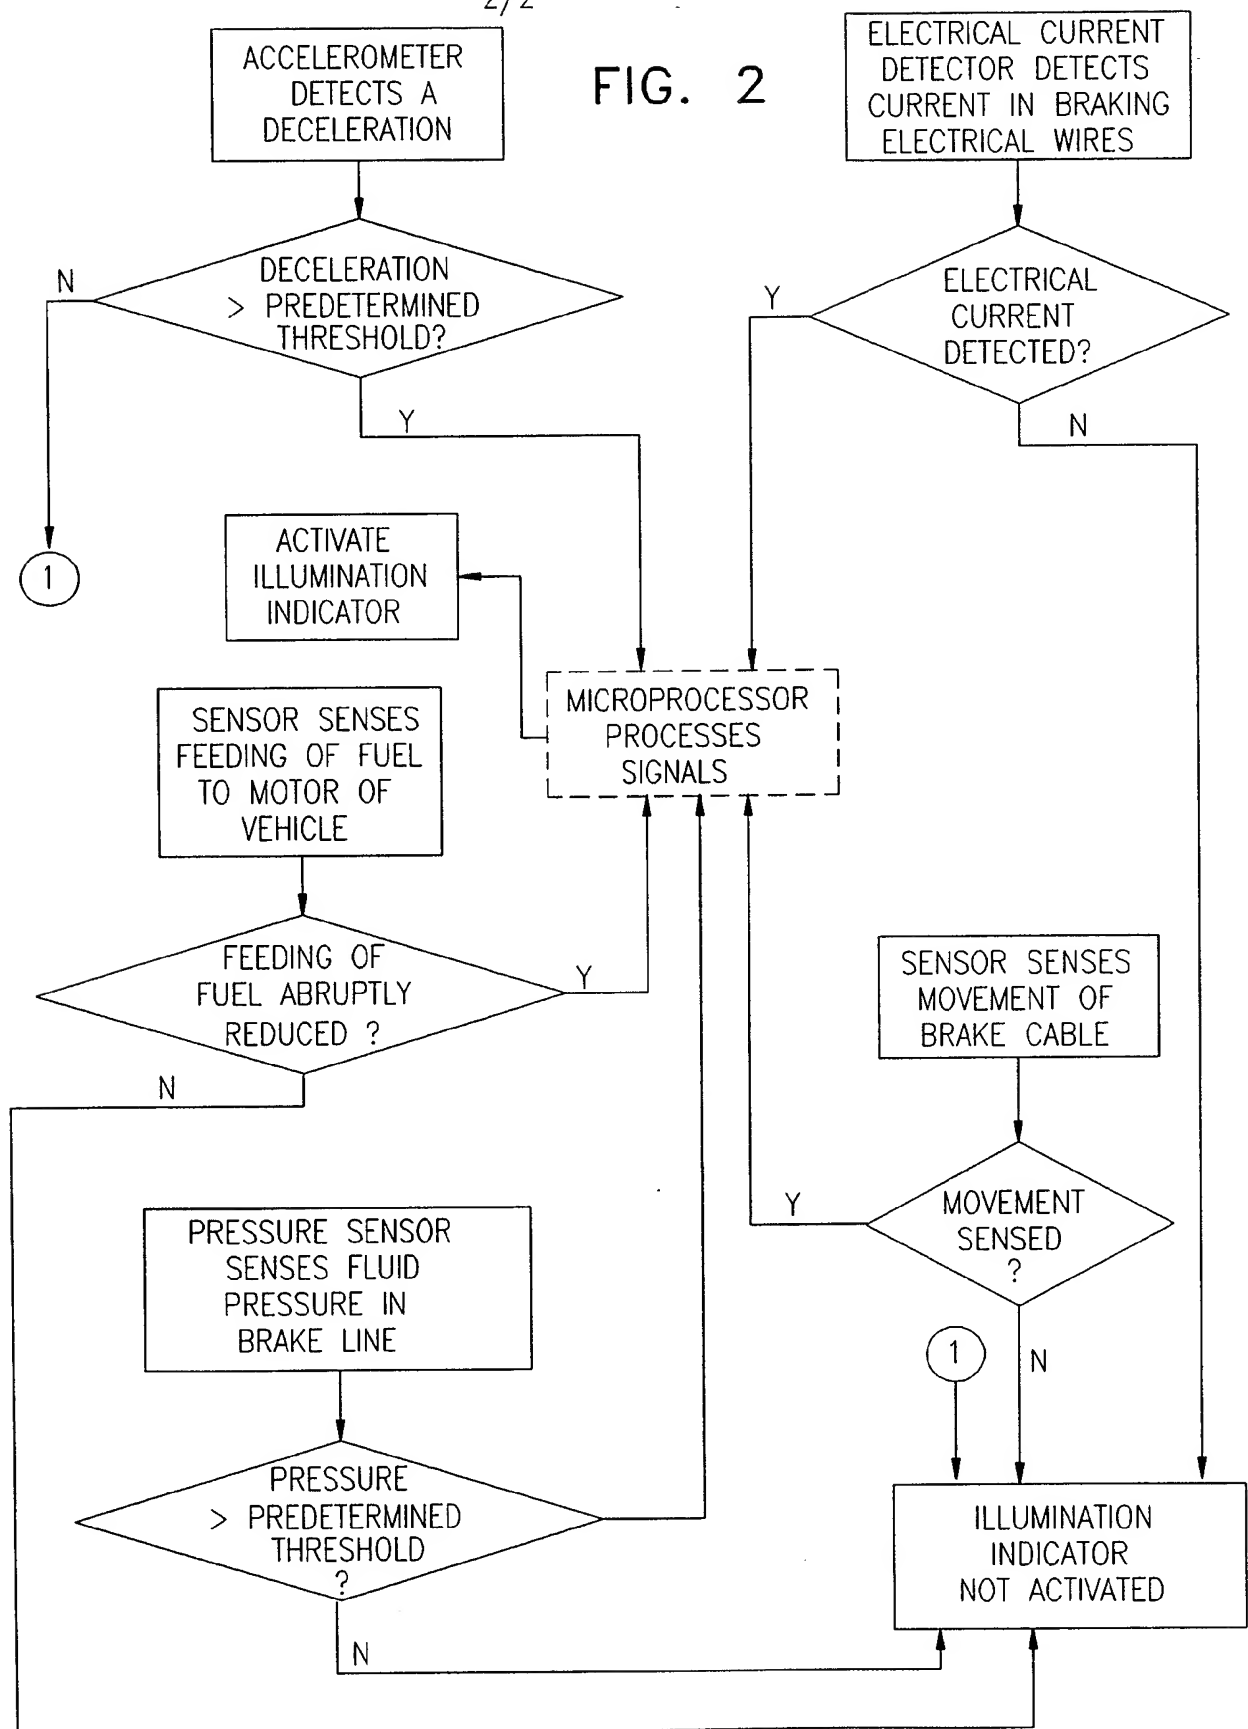 2/2
FIG. 2
ACCELEROMETER
DETECTS A
DECELERATION
ELECTRICAL CURRENT
DETECTOR DETECTS
CURRENT IN BRAKING
ELECTRICAL WIRES
DECELERATION
> PREDETERMINED
THRESHOLD?
N
Y
1
ELECTRICAL
CURRENT
DETECTED?
Y
N
ACTIVATE
ILLUMINATION
INDICATOR
MICROPROCESSOR
PROCESSES
SIGNALS
SENSOR SENSES
FEEDING OF FUEL
TO MOTOR OF
VEHICLE
FEEDING OF
FUEL ABRUPTLY
REDUCED ?
Y
N
SENSOR SENSES
MOVEMENT OF
BRAKE CABLE
MOVEMENT
SENSED
?
Y
N
1
PRESSURE SENSOR
SENSES FLUID
PRESSURE IN
BRAKE LINE
PRESSURE
> PREDETERMINED
THRESHOLD
?
N
ILLUMINATION
INDICATOR
NOT ACTIVATED